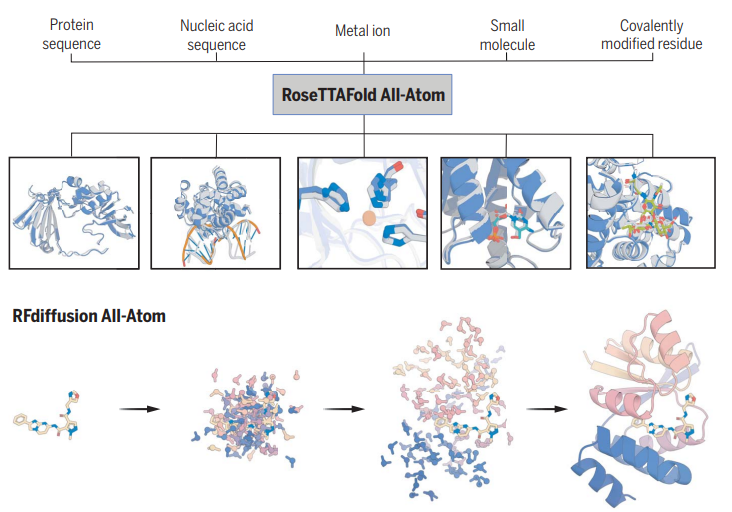 Protein
sequence
Nucleic acid
sequence
Metal ion
Small
molecule
Covalently
modified residue
RoseTTAFold All-Atom
RFdiffusion All-Atom